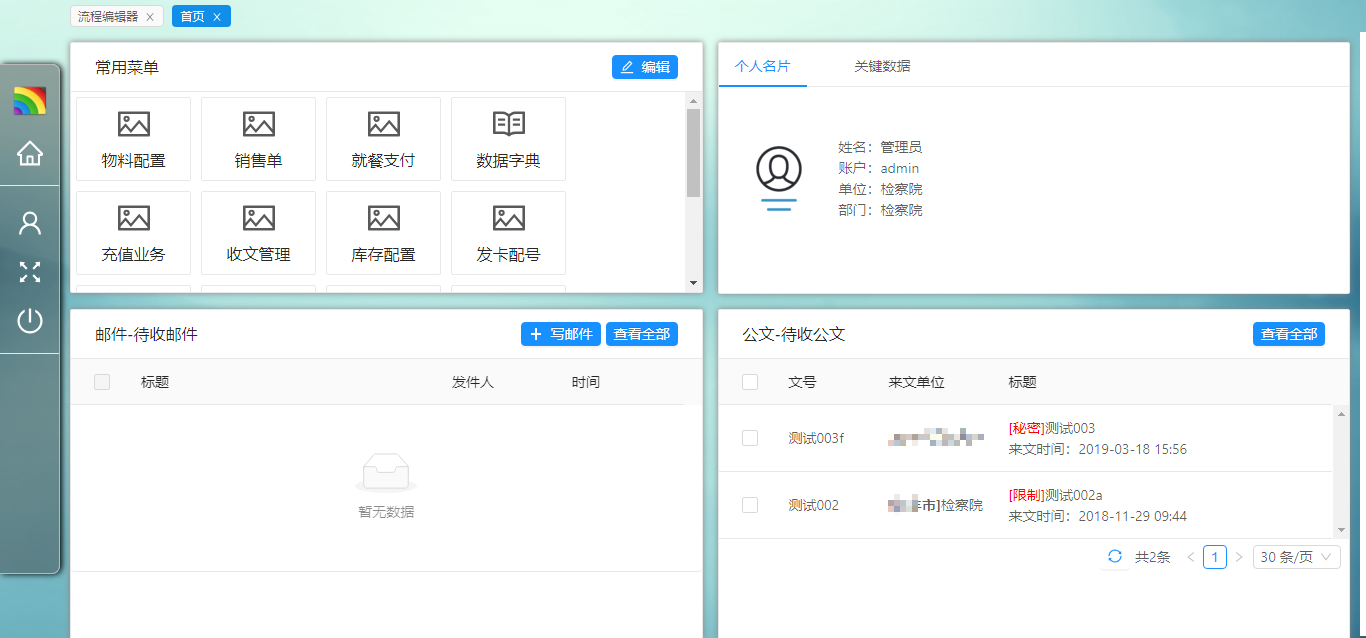 流程编辑器
首页
常用菜单
编辑
物料配置
销售单
就餐支付
数据字典
充值业务
收文管理
库存配置
发卡配号
个人名片
关键数据
姓名：管理员
账户：admin
单位：检察院
部门：检察院
邮件-待收邮件
写邮件
查看全部
标题
发件人
时间
暂无数据
公文-待收公文
查看全部
文号
来文单位
标题
测试003f
[秘密]测试003
来文时间：2019-03-18 15:56
测试002
市]检察院
[限制]测试002a
来文时间：2018-11-29 09:44
共2条
1
30 条/页